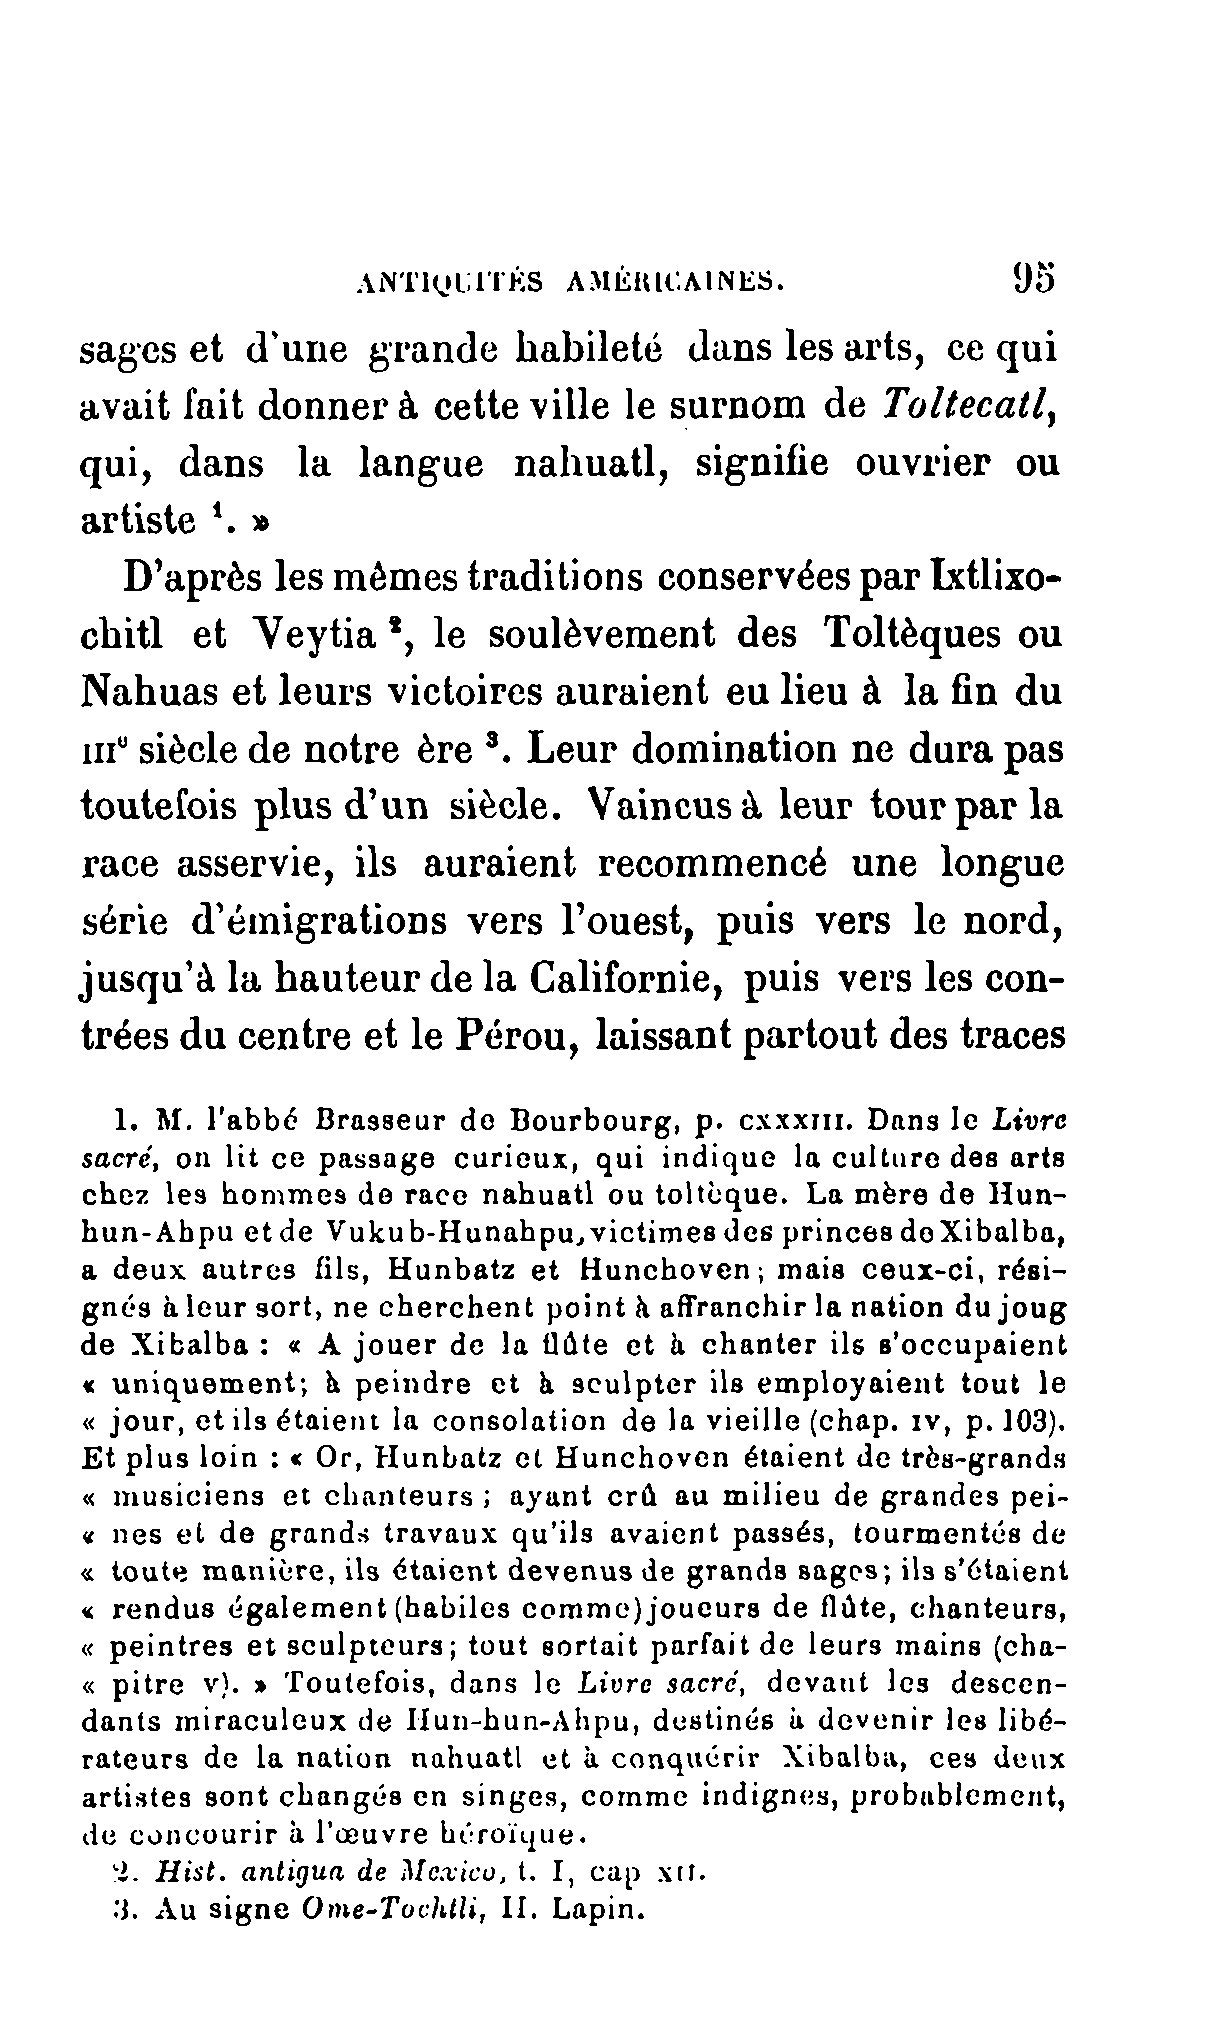 ANTIQUITÉS AMÉRICAINES. 95
sages et d'une grande habileté dans les arts, ce qui
avait fait donner à cette ville le surnom de Toltecatl,
qui, dans la langue nahuatl, signifie ouvrier ou
artiste ¹. »
D'après les mêmes traditions conservées par Ixtlixo-
chitl et Veytia ², le soulèvement des Toltèques ou
Nahuas et leurs victoires auraient eu lieu à la fin du
IIIᵉ siècle de notre ère ³. Leur domination ne dura pas
toutefois plus d'un siècle. Vaincus à leur tour par la
race asservie, ils auraient recommencé une longue
série d'émigrations vers l'ouest, puis vers le nord,
jusqu'à la hauteur de la Californie, puis vers les con-
trées du centre et le Pérou, laissant partout des traces
1. M. l'abbé Brasseur de Bourbourg, p. CXXXIII. Dans le Livre
sacré, on lit ce passage curieux, qui indique la culture des arts
chez les hommes de race nahuatl ou toltèque. La mère de Hun-
hun-Ahpu et de Vukub-Hunahpu, victimes des princes de Xibalba,
a deux autres fils, Hunbatz et Hunchoven; mais ceux-ci, rési-
gnés à leur sort, ne cherchent point à affranchir la nation du joug
de Xibalba : « A jouer de la flûte et à chanter ils s'occupaient
« uniquement; à peindre et à sculpter ils employaient tout le
« jour, et ils étaient la consolation de la vieille (chap. IV, p. 103).
Et plus loin : « Or, Hunbatz et Hunchoven étaient de très-grands
« musiciens et chanteurs; ayant crû au milieu de grandes pei-
« nes et de grands travaux qu'ils avaient passés, tourmentés de
« toute manière, ils étaient devenus de grands sages; ils s'étaient
« rendus également (habiles comme) joueurs de flûte, chanteurs,
« peintres et sculpteurs; tout sortait parfait de leurs mains (cha-
« pitre V). » Toutefois, dans le Livre sacré, devant les descen-
dants miraculeux de Hun-hun-Ahpu, destinés à devenir les libé-
rateurs de la nation nahuatl et à conquérir Xibalba, ces deux
artistes sont changés en singes, comme indignes, probablement,
de concourir à l'œuvre héroïque.
2. Hist. antigua de Mexico, t. I, cap XII.
3. Au signe Ome-Tochtli, II. Lapin.